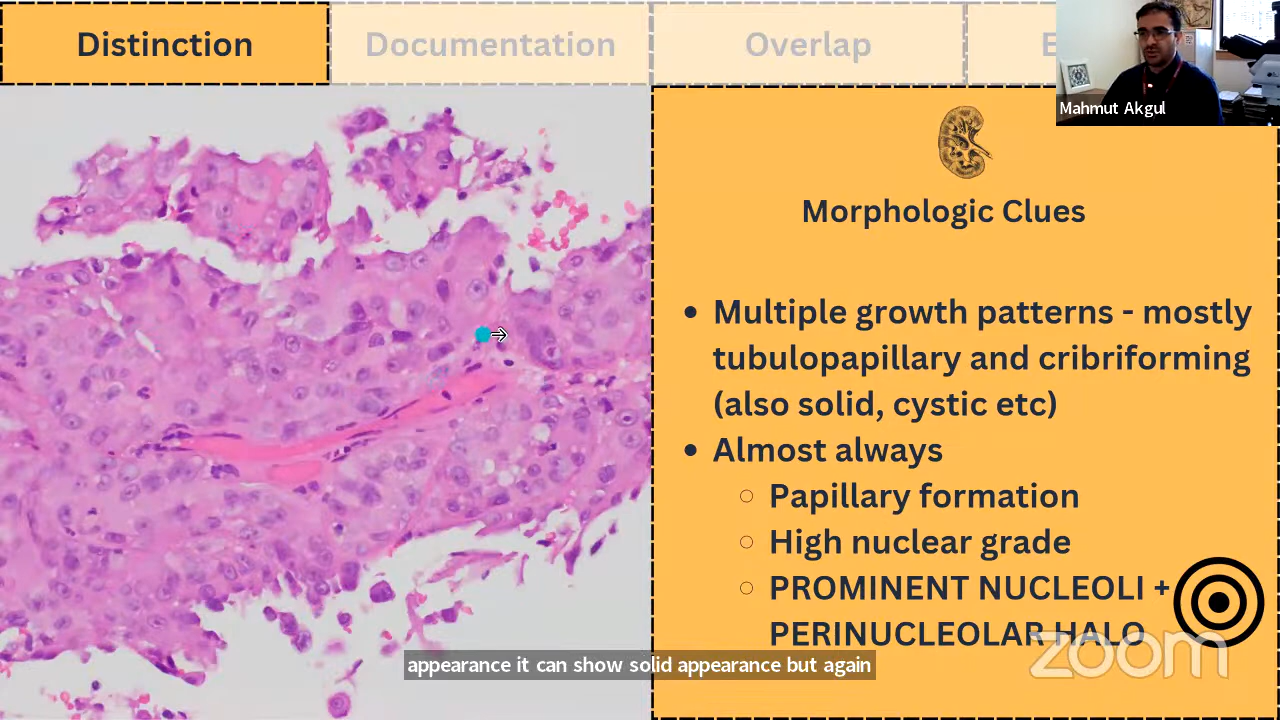 Distinction
Documentation
Overlap
E
Mahmut Akgul
Morphologic Clues
• Multiple growth patterns - mostly
tubulopapillary and cribriforming
(also solid, cystic etc)
• Almost always
○ Papillary formation
○ High nuclear grade
○ PROMINENT NUCLEOLI +
PERINUCLEOLAR HALO
zoom
appearance it can show solid appearance but again